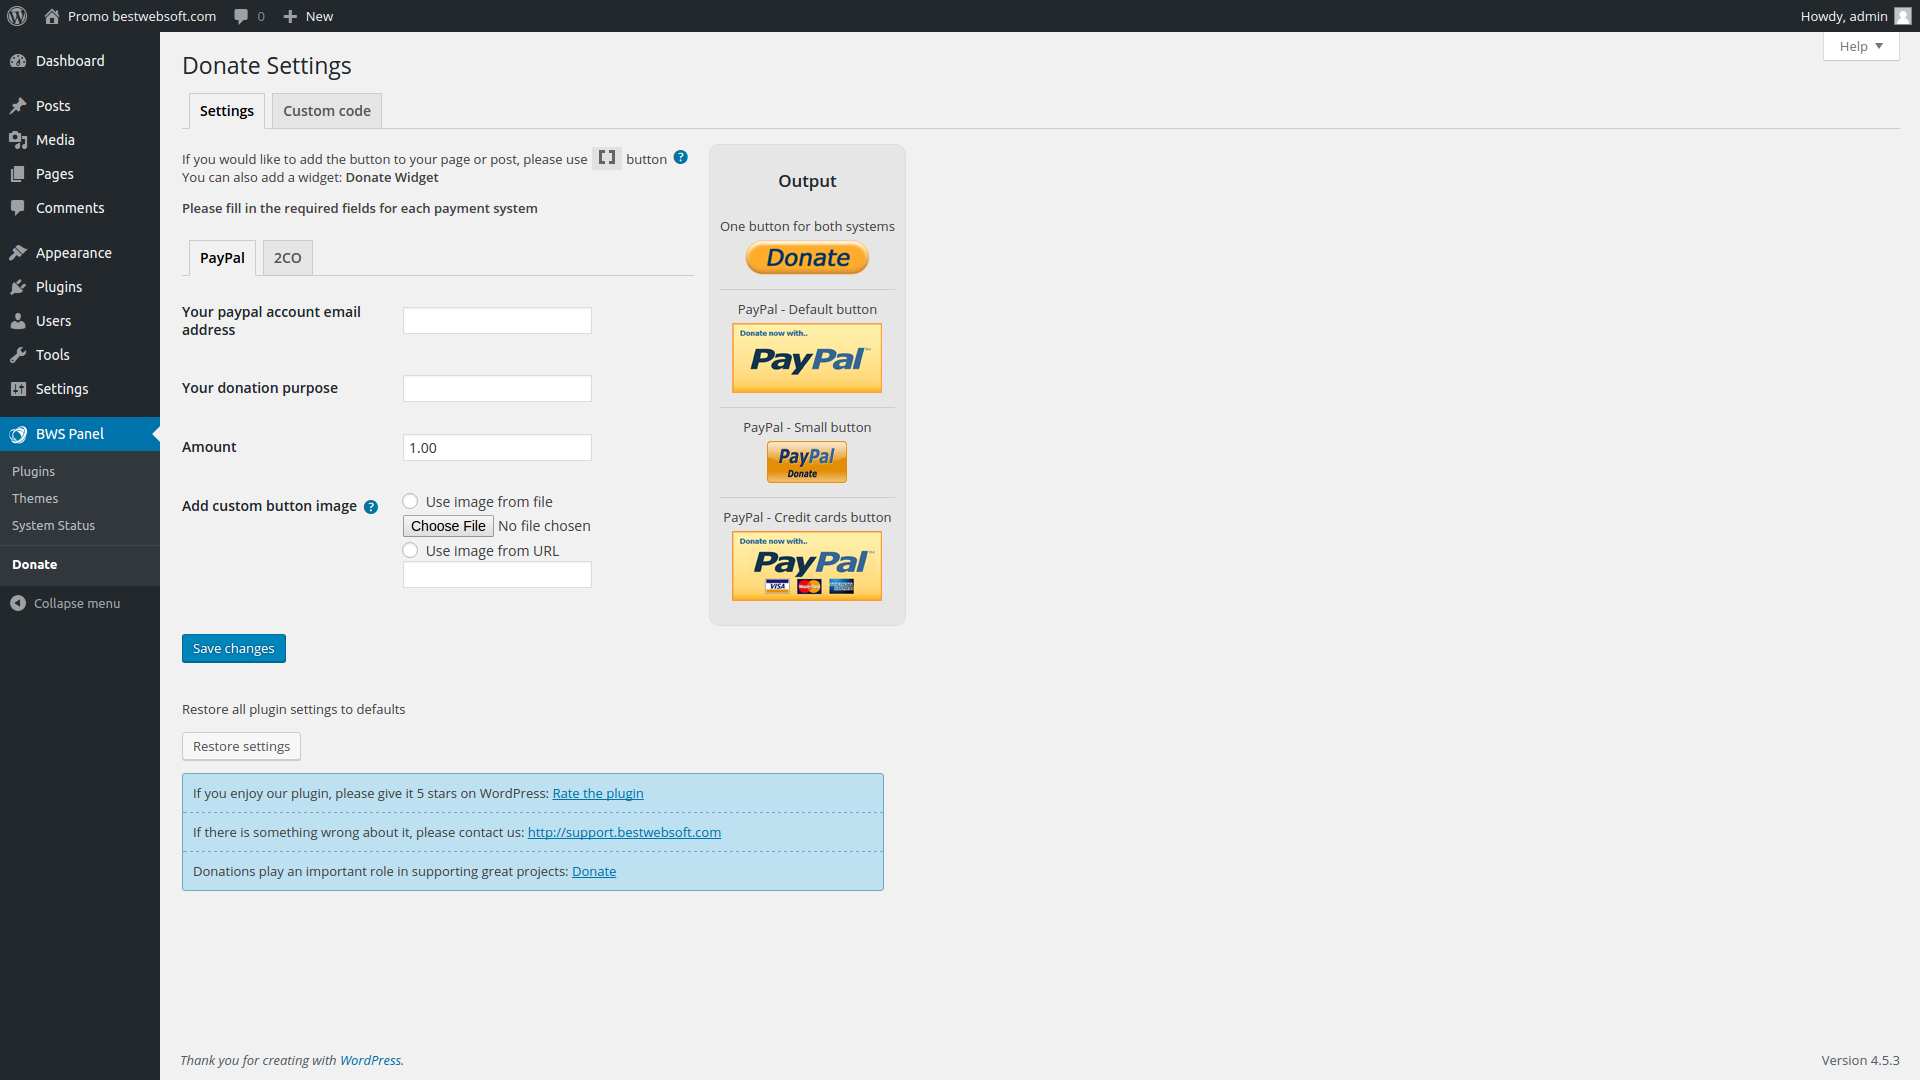 Promo bestwebsoft.com 0 New Howdy, admin
Help
Dashboard
Posts
Media
Pages
Comments
Appearance
Plugins
Users
Tools
Settings
BWS Panel
Plugins
Themes
System Status
Donate
Collapse menu
Donate Settings
Settings Custom code
If you would like to add the button to your page or post, please use [] button ?
You can also add a widget: Donate Widget
Please fill in the required fields for each payment system
PayPal 2CO
Your paypal account email
address
Your donation purpose
Amount 1.00
Add custom button image ?
Use image from file
Choose File No file chosen
Use image from URL
Save changes
Restore all plugin settings to defaults
Restore settings
If you enjoy our plugin, please give it 5 stars on WordPress: Rate the plugin
If there is something wrong about it, please contact us: http://support.bestwebsoft.com
Donations play an important role in supporting great projects: Donate
Output
One button for both systems
Donate
PayPal - Default button
Donate now with..
PayPal™
PayPal - Small button
PayPal
Donate
PayPal - Credit cards button
Donate now with..
PayPal™
VISA MasterCard
Thank you for creating with WordPress.
Version 4.5.3